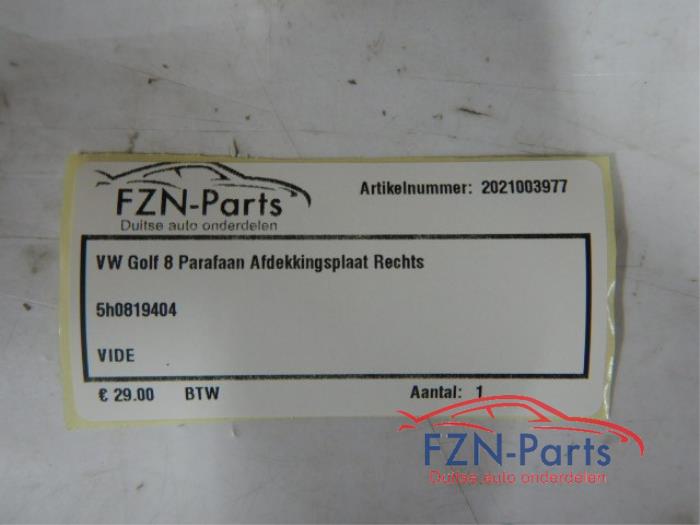 FZN-Parts
Duitse auto onderdelen
Artikelnummer: 2021003977
VW Golf 8 Parafaan Afdekkingsplaat Rechts
5h0819404
VIDE
€ 29.00 BTW Aantal: 1
FZN-Parts
Duitse auto onderdelen